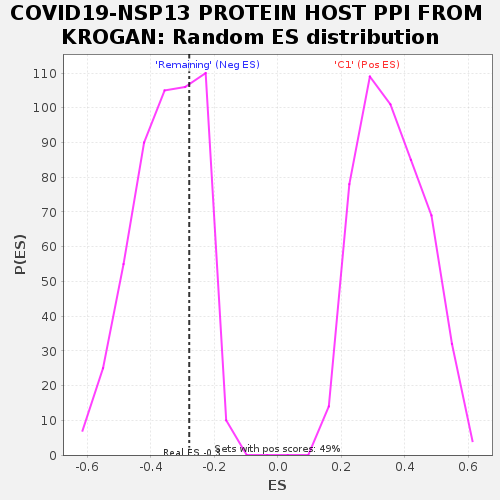 COVID19-NSP13 PROTEIN HOST PPI FROM
KROGAN: Random ES distribution
'Remaining' (Neg ES)
'C1' (Pos ES)
110
100
90
80
70
60
50
40
30
20
10
0
P(ES)
Sets with pos scores: 49%
Real ES -0.3
-0.6 -0.4 -0.2 0.0 0.2 0.4 0.6
ES